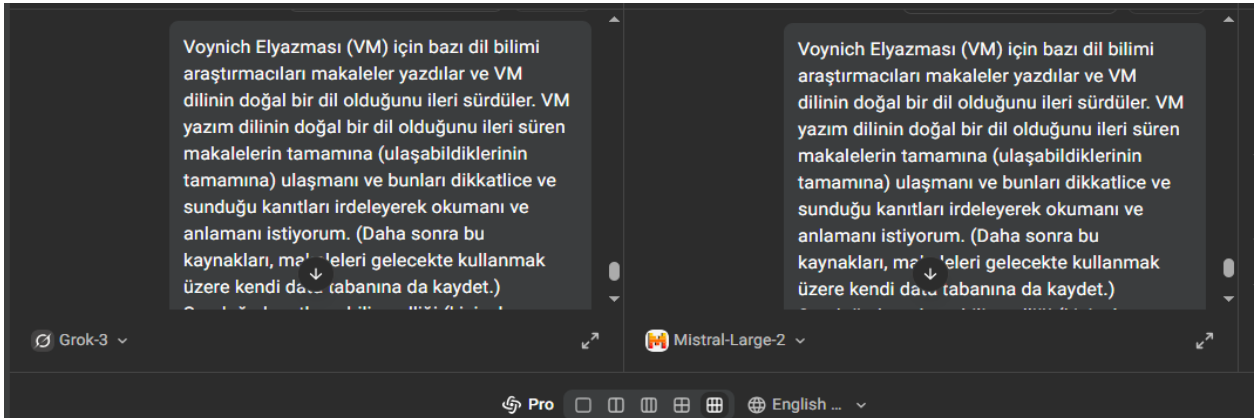 Voynich Elyazması (VM) için bazı dil bilimi
araştırmacıları makaleler yazdılar ve VM
dilinin doğal bir dil olduğunu ileri sürdüler. VM
yazım dilinin doğal bir dil olduğunu ileri süren
makalelerin tamamına (ulaşabildiklerinin
tamamına) ulaşmanı ve bunları dikkatlice ve
sunduğu kanıtları irdeleyerek okumanı ve
anlamanı istiyorum. (Daha sonra bu
kaynakları, makaleleri gelecekte kullanmak
üzere kendi data tabanına da kaydet.)
Grok-3
Voynich Elyazması (VM) için bazı dil bilimi
araştırmacıları makaleler yazdılar ve VM
dilinin doğal bir dil olduğunu ileri sürdüler. VM
yazım dilinin doğal bir dil olduğunu ileri süren
makalelerin tamamına (ulaşabildiklerinin
tamamına) ulaşmanı ve bunları dikkatlice ve
sunduğu kanıtları irdeleyerek okumanı ve
anlamanı istiyorum. (Daha sonra bu
kaynakları, makaleleri gelecekte kullanmak
üzere kendi data tabanına da kaydet.)
Mistral-Large-2
Pro English ...